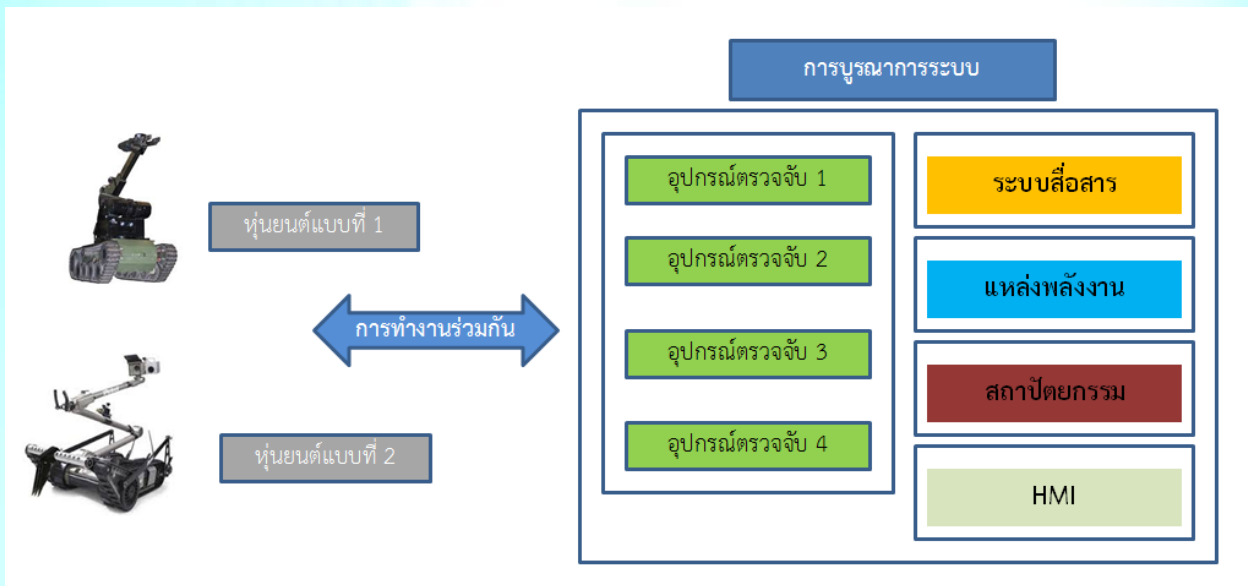 การบูรณาการระบบ
หุ่นยนต์แบบที่ 1
การทำงานร่วมกัน
หุ่นยนต์แบบที่ 2
อุปกรณ์ตรวจจับ 1
อุปกรณ์ตรวจจับ 2
อุปกรณ์ตรวจจับ 3
อุปกรณ์ตรวจจับ 4
ระบบสื่อสาร
แหล่งพลังงาน
สถาปัตยกรรม
HMI